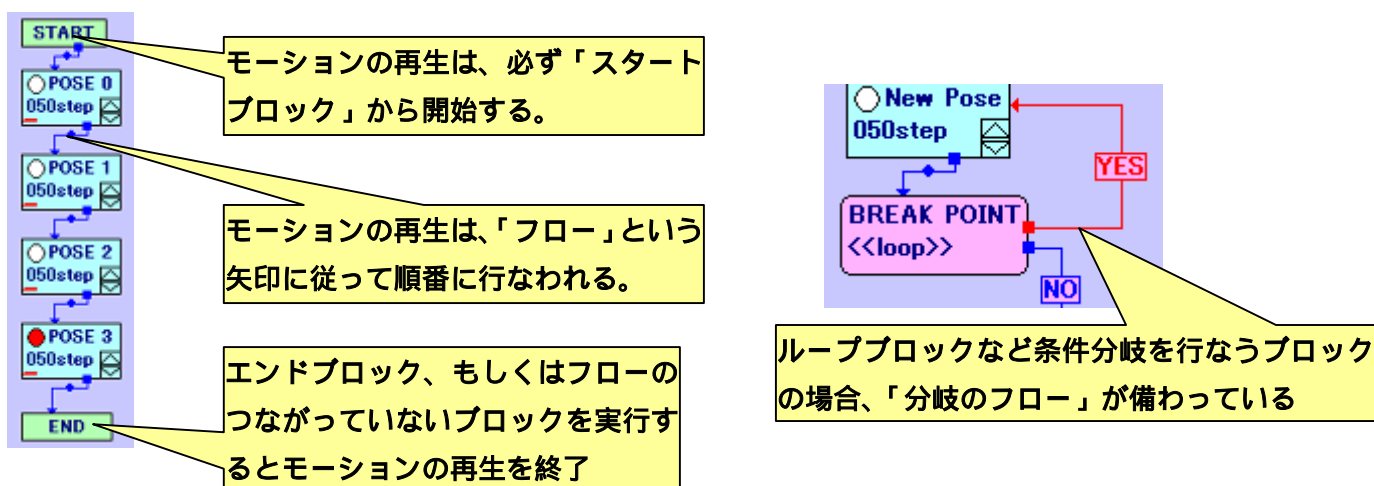 START
POSE 0
050step
POSE 1
050step
POSE 2
050step
POSE 3
050step
END
モーションの再生は、必ず「スタート
ブロック」から開始する。
モーションの再生は、「フロー」という
矢印に従って順番に行なわれる。
エンドブロック、もしくはフローの
つながっていないブロックを実行す
るとモーションの再生を終了
New Pose
050step
YES
BREAK POINT
<<loop>>
NO
ループブロックなど条件分岐を行なうブロック
の場合、「分岐のフロー」が備わっている